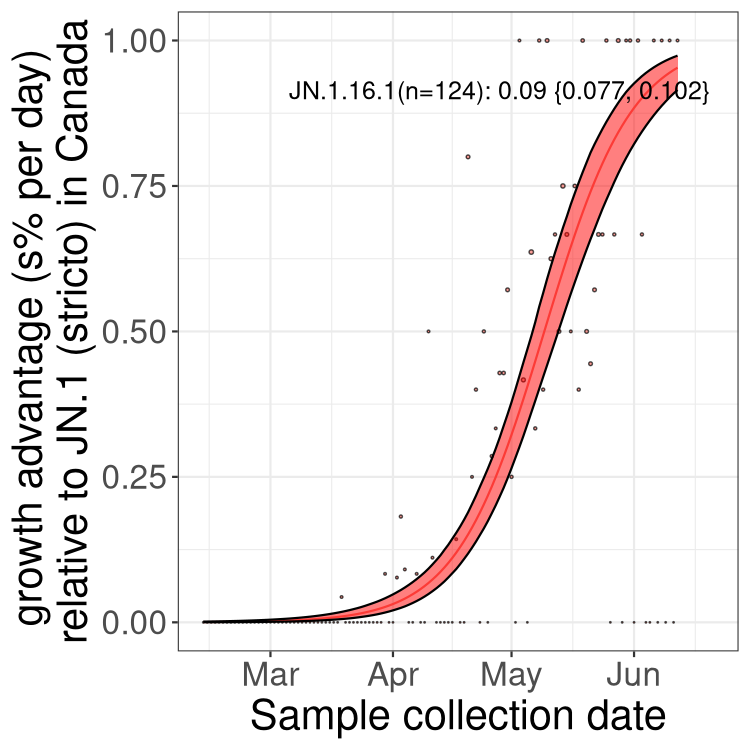 growth advantage (s% per day)
relative to JN.1 (stricto) in Canada
1.00
0.75
0.50
0.25
0.00
JN.1.16.1(n=124): 0.09 {0.077, 0.102}
Mar Apr May Jun
Sample collection date